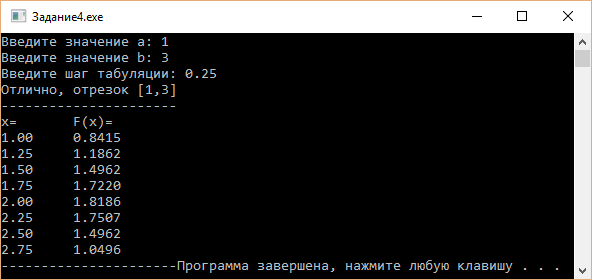 Задание4.exe
Введите значение a: 1
Введите значение b: 3
Введите шаг табуляции: 0.25
Отлично, отрезок [1,3]
----------------------
x= F(x)=
1.00 0.8415
1.25 1.1862
1.50 1.4962
1.75 1.7220
2.00 1.8186
2.25 1.7507
2.50 1.4962
2.75 1.0496
----------------------Программа завершена, нажмите любую клавишу . . .